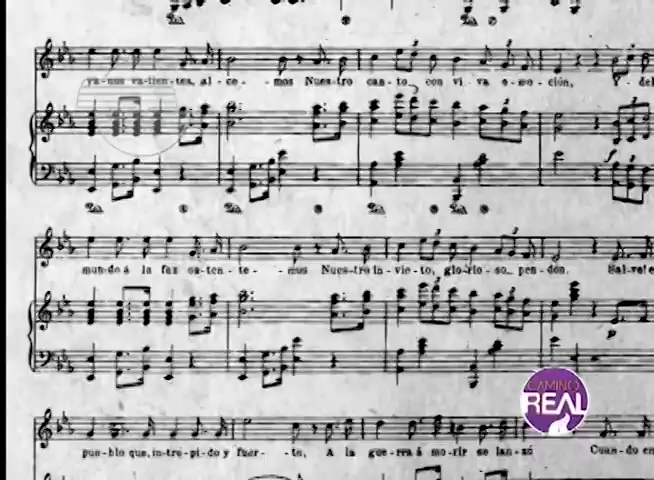 ya-nos va-lien-tes, al-ce-mos Nues-tro can-to con vi-va e-mo-ción, Y del
mun-do á la faz os-ten-te-mos Nues-tro in-vic-to, glo-rio-so pen-dón. Sal-ve! e
pue-blo que, in-tré-pi-do y fuer-te, A la gue-rra á mo-rir se lan-zó Cuan-do en
CAMINO
REAL